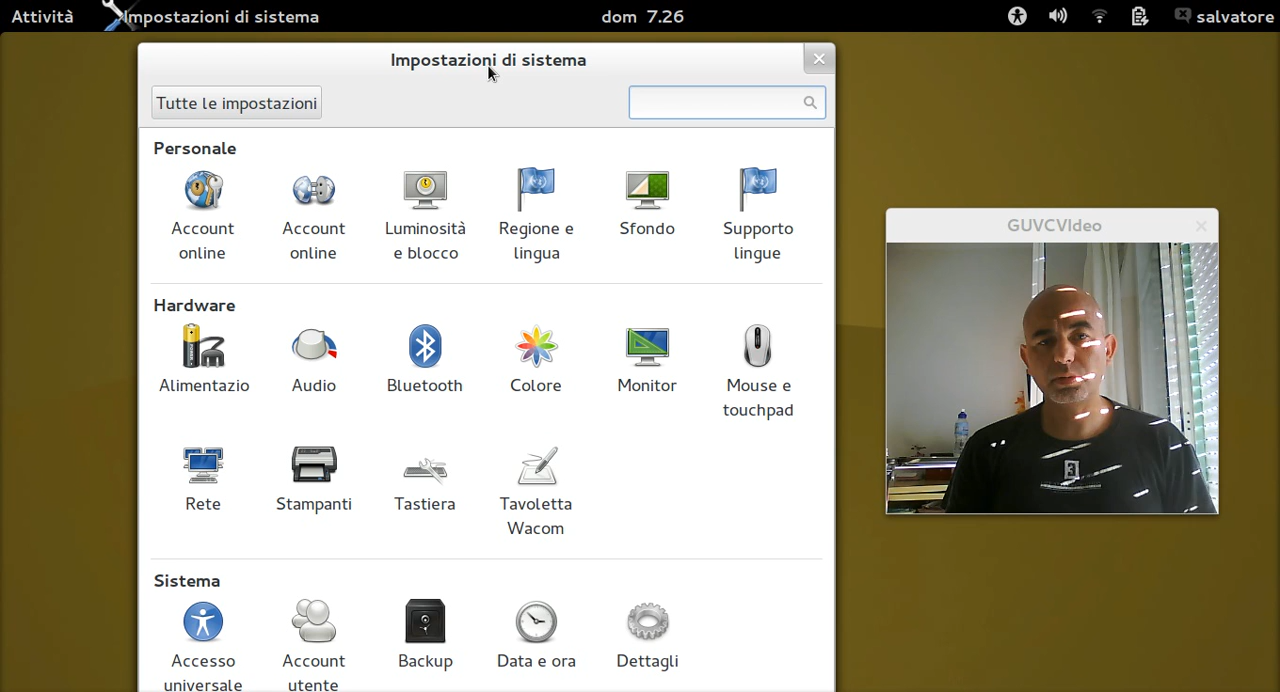 Attività Impostazioni di sistema dom 7.26 salvatore
Impostazioni di sistema
Tutte le impostazioni
Personale
Account online
Account online
Luminosità e blocco
Regione e lingua
Sfondo
Supporto lingue
Hardware
Alimentazio
Audio
Bluetooth
Colore
Monitor
Mouse e touchpad
Rete
Stampanti
Tastiera
Tavoletta Wacom
Sistema
Accesso universale
Account utente
Backup
Data e ora
Dettagli
GUVCVIdeo
3